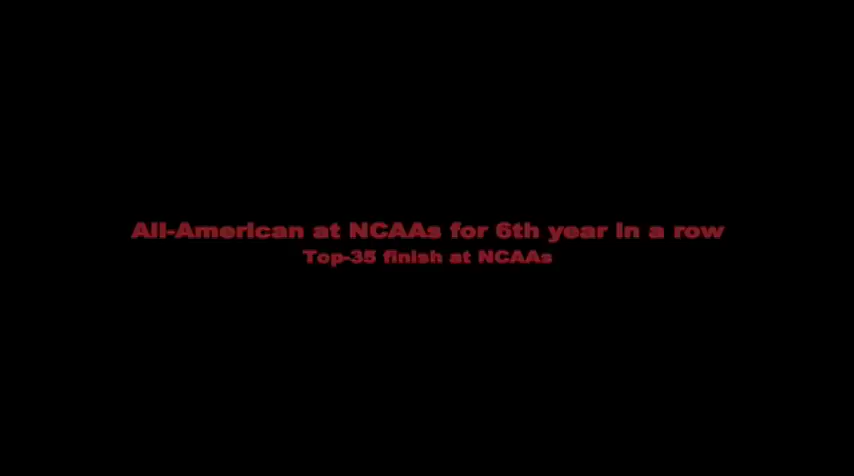 All-American at NCAAs for 6th year in a row
Top-35 finish at NCAAs